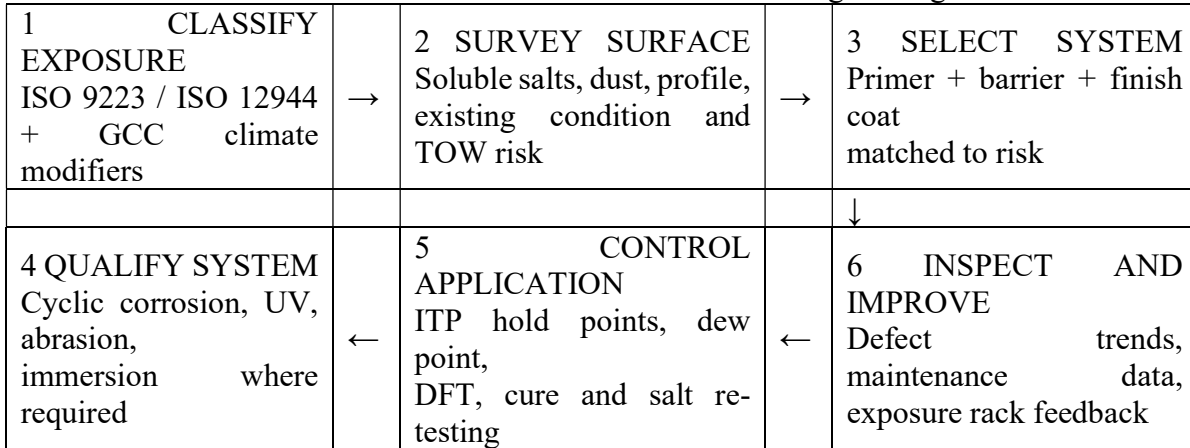 1 CLASSIFY
EXPOSURE
ISO 9223 / ISO 12944
+ GCC climate
modifiers
→
2 SURVEY SURFACE
Soluble salts, dust, profile,
existing condition and
TOW risk
→
3 SELECT SYSTEM
Primer + barrier + finish
coat
matched to risk
↓
4 QUALIFY SYSTEM
Cyclic corrosion, UV,
abrasion,
immersion where
required
←
5 CONTROL
APPLICATION
ITP hold points, dew
point,
DFT, cure and salt re-
testing
←
6 INSPECT AND
IMPROVE
Defect trends,
maintenance data,
exposure rack feedback